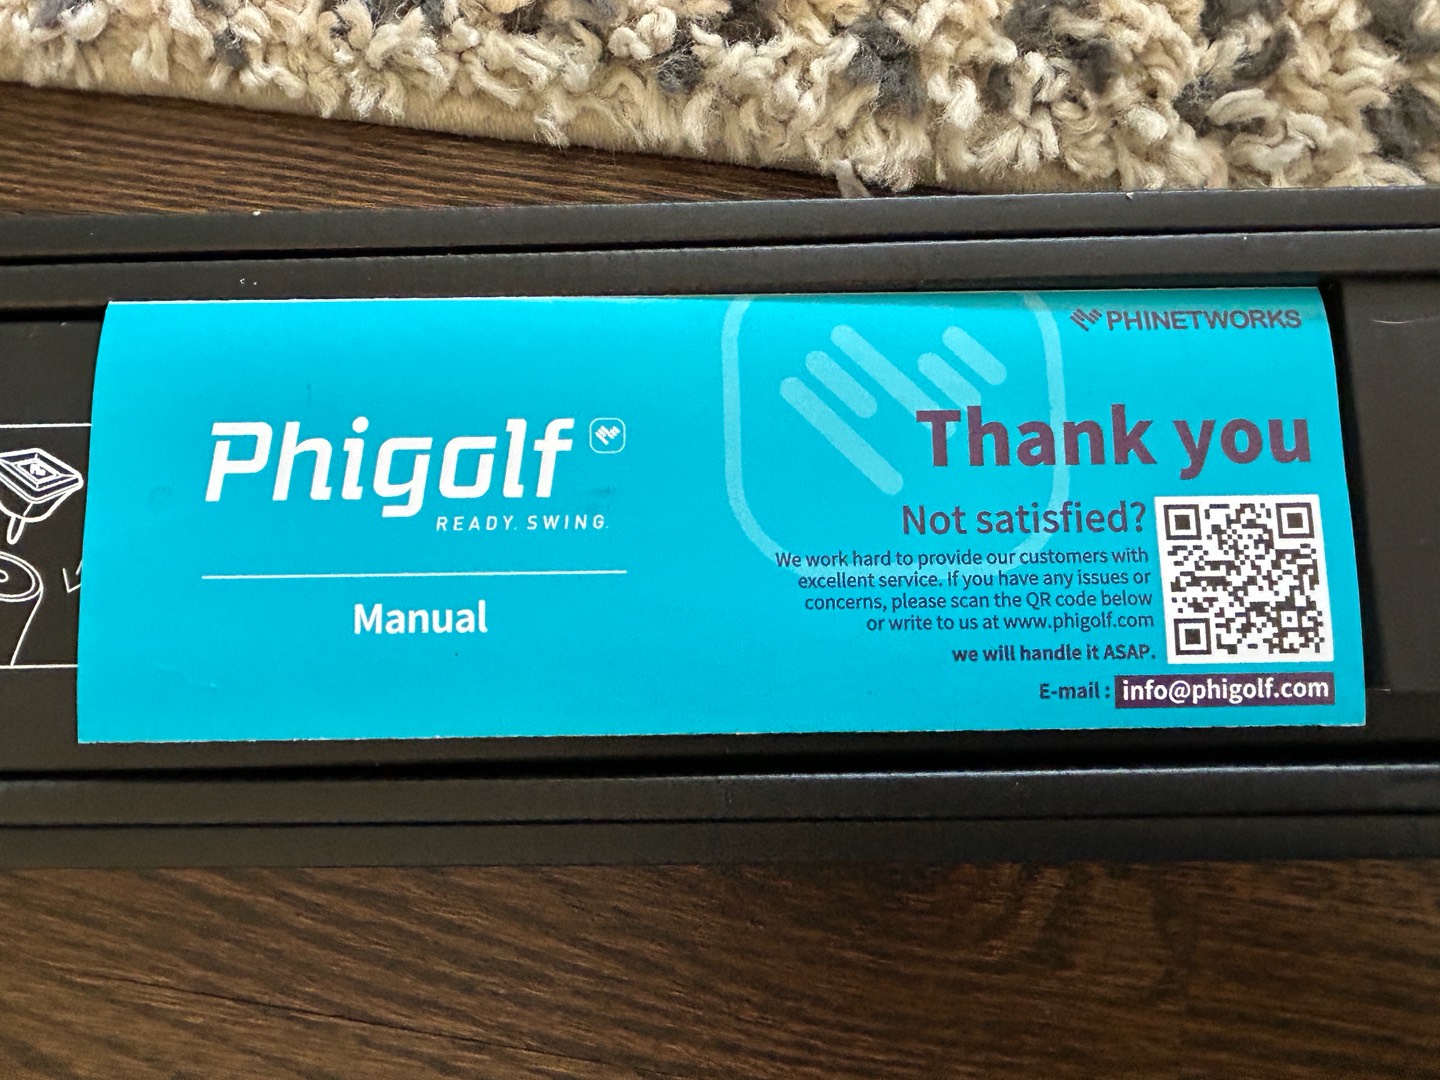 Phigolf
READY. SWING.
Manual
PHINETWORKS
Thank you
Not satisfied?
We work hard to provide our customers with
excellent service. If you have any issues or
concerns, please scan the QR code below
or write to us at www.phigolf.com
we will handle it ASAP.
E-mail : info@phigolf.com